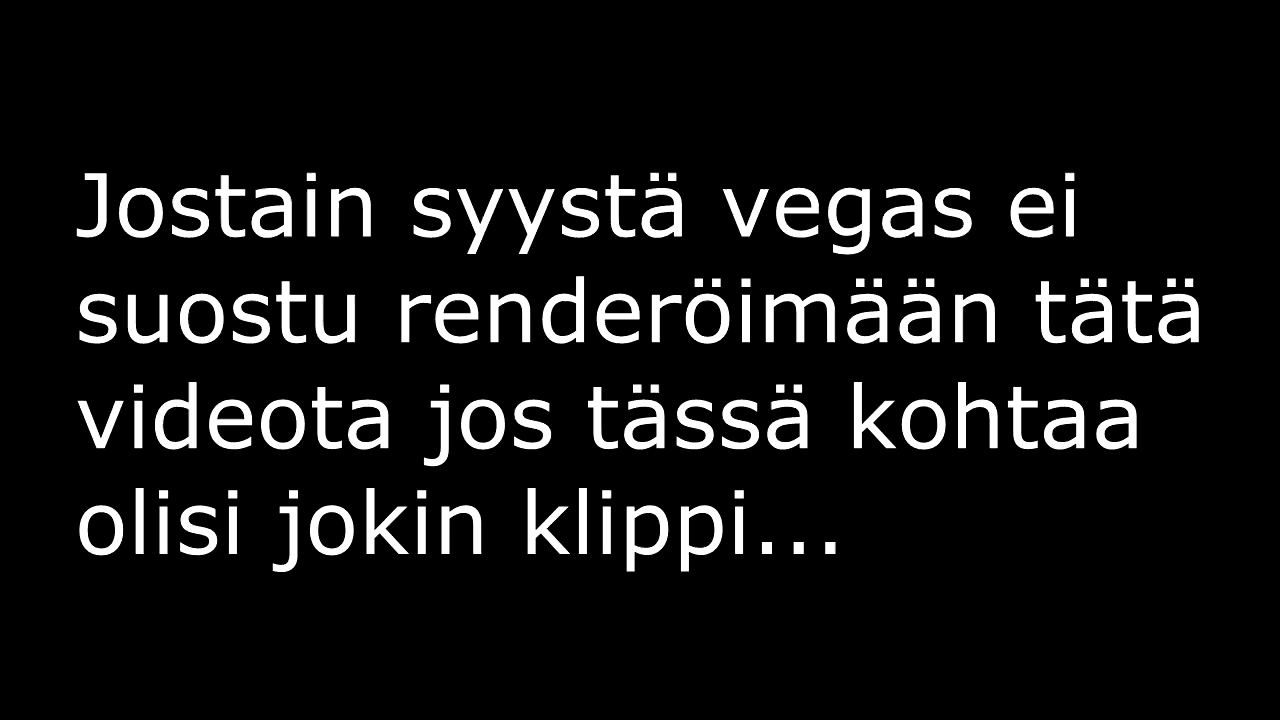 Jostain syystä vegas ei
suostu renderöimään tätä
videota jos tässä kohtaa
olisi jokin klippi...